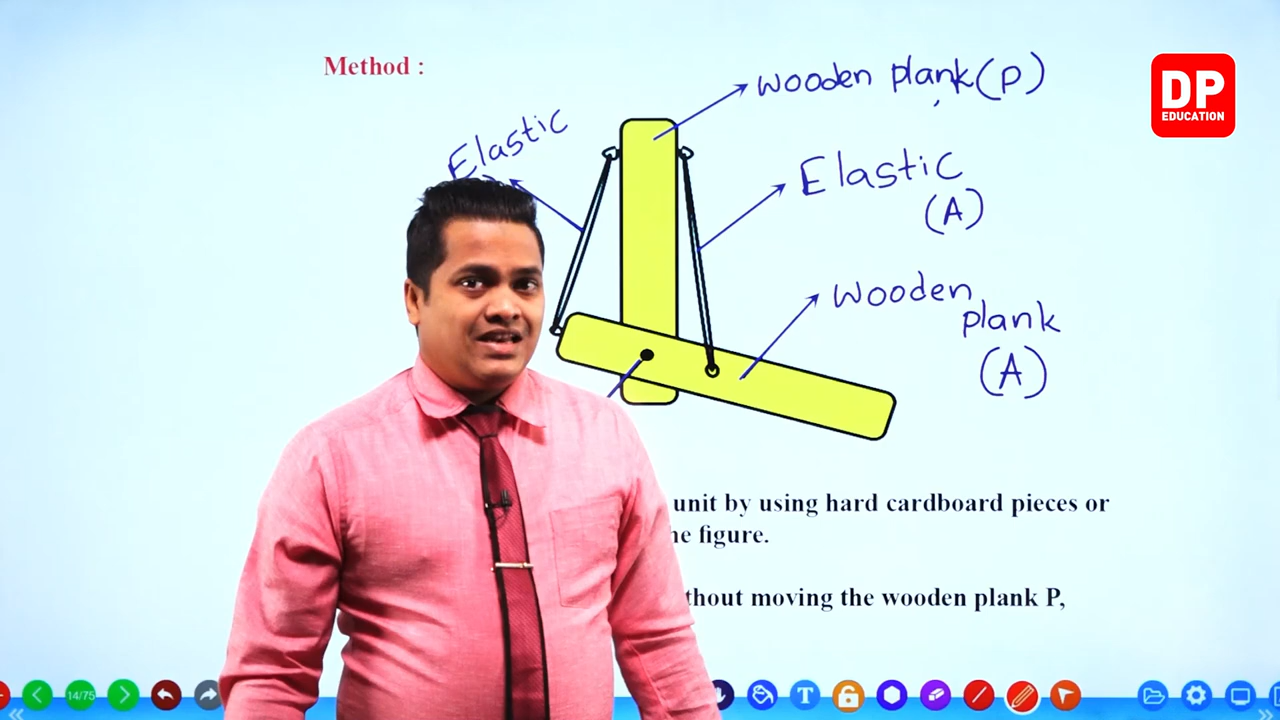 Method :
wooden plank (P)
DP
EDUCATION
Elastic
Elastic
(A)
wooden
plank
(A)
unit by using hard cardboard pieces or
he figure.
thout moving the wooden plank P,
14/75
T